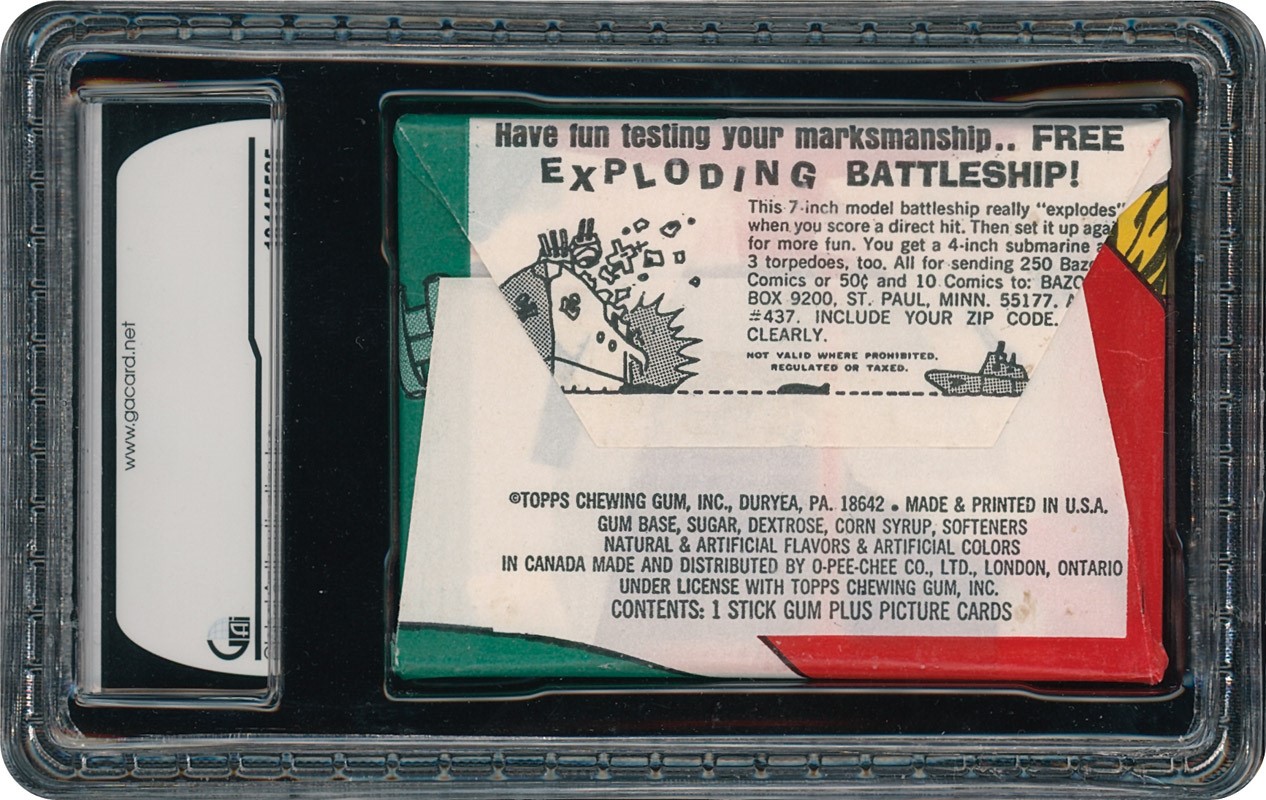 www.gacard.net
GAI
Have fun testing your marksmanship.. FREE
EXPLODING BATTLESHIP!
This 7-inch model battleship really "explodes"
when you score a direct hit. Then set it up
for more fun. You get a 4-inch submarine
3 torpedoes, too. All for sending 250
Comics or 50¢ and 10 Comics to:
BOX 9200, ST. PAUL, MINN. 55177.
#437. INCLUDE YOUR ZIP CODE.
CLEARLY.
NOT VALID WHERE PROHIBITED,
REGULATED OR TAXED.
©TOPPS CHEWING GUM, INC., DURYEA, PA. 18642 • MADE & PRINTED IN U.S.A.
GUM BASE, SUGAR, DEXTROSE, CORN SYRUP, SOFTENERS
NATURAL & ARTIFICIAL FLAVORS & ARTIFICIAL COLORS
IN CANADA MADE AND DISTRIBUTED BY O-PEE-CHEE CO., LTD., LONDON, ONTARIO
UNDER LICENSE WITH TOPPS CHEWING GUM, INC.
CONTENTS: 1 STICK GUM PLUS PICTURE CARDS